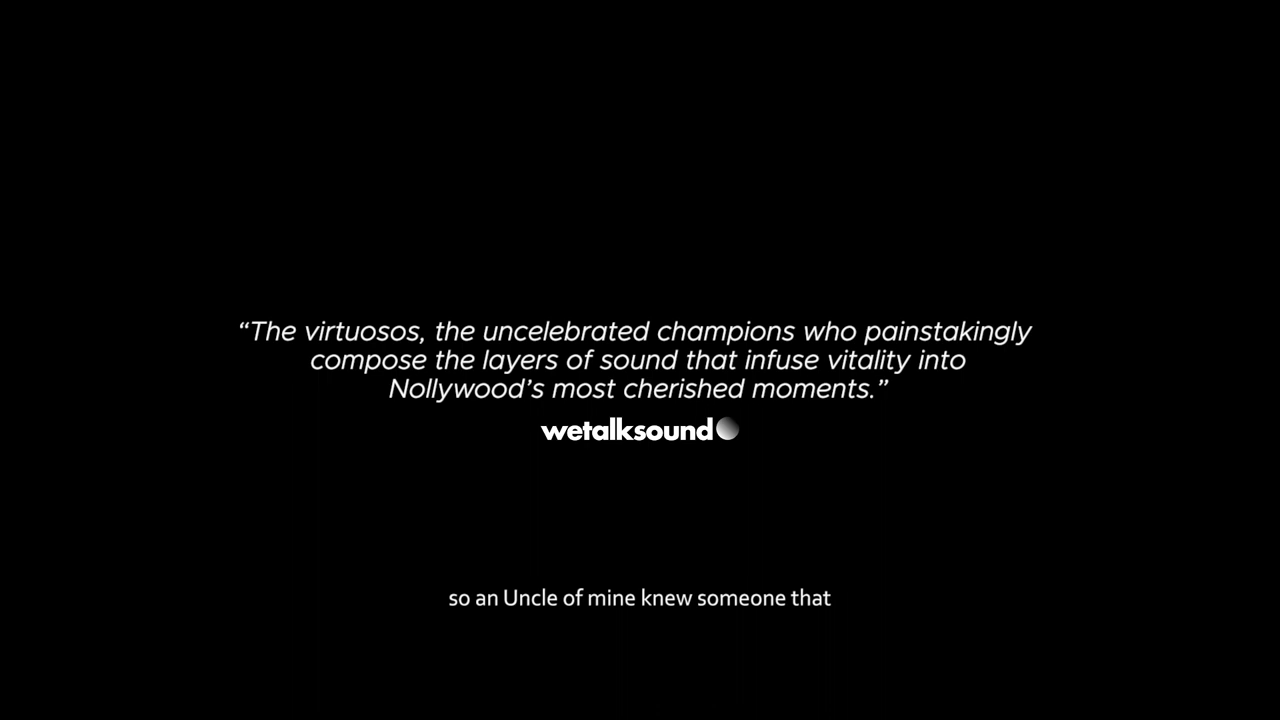 “The virtuosos, the uncelebrated champions who painstakingly
compose the layers of sound that infuse vitality into
Nollywood’s most cherished moments.”
wetalksound
so an Uncle of mine knew someone that